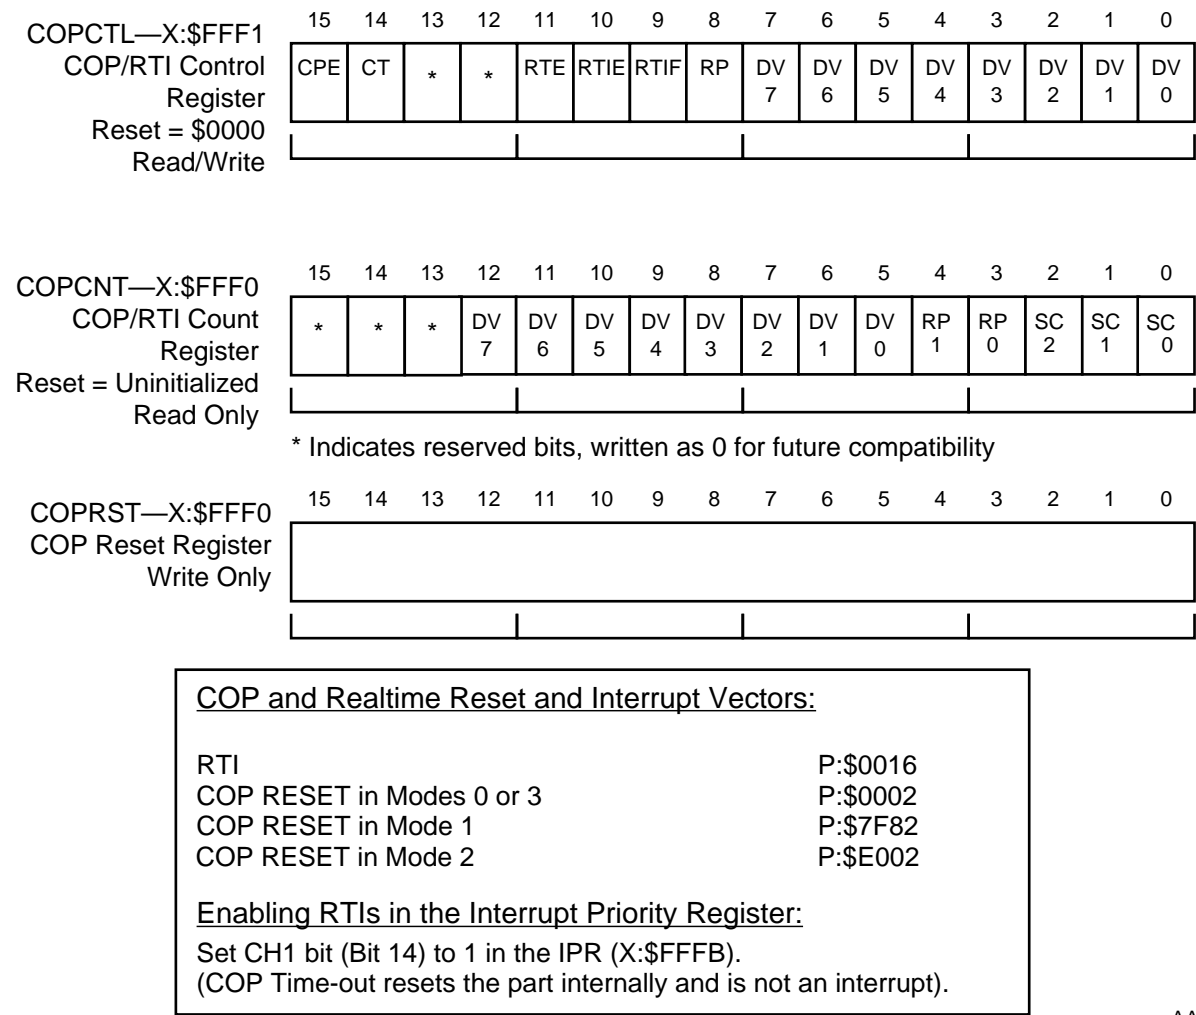 15 14 13 12 11 10 9 8 7 6 5 4 3 2 1 0
COPCTL—X:$FFF1
COP/RTI Control
Register
Reset = $0000
Read/Write
CPE CT * * RTE RTIE RTIF RP DV DV DV DV DV DV DV DV
7 6 5 4 3 2 1 0
15 14 13 12 11 10 9 8 7 6 5 4 3 2 1 0
COPCNT—X:$FFF0
COP/RTI Count
Register
Reset = Uninitialized
Read Only
* * * DV DV DV DV DV DV DV DV RP RP SC SC SC
7 6 5 4 3 2 1 0 1 0 2 1 0
* Indicates reserved bits, written as 0 for future compatibility
15 14 13 12 11 10 9 8 7 6 5 4 3 2 1 0
COPRST—X:$FFF0
COP Reset Register
Write Only
COP and Realtime Reset and Interrupt Vectors:
RTI P:$0016
COP RESET in Modes 0 or 3 P:$0002
COP RESET in Mode 1 P:$7F82
COP RESET in Mode 2 P:$E002
Enabling RTIs in the Interrupt Priority Register:
Set CH1 bit (Bit 14) to 1 in the IPR (X:$FFFB).
(COP Time-out resets the part internally and is not an interrupt).